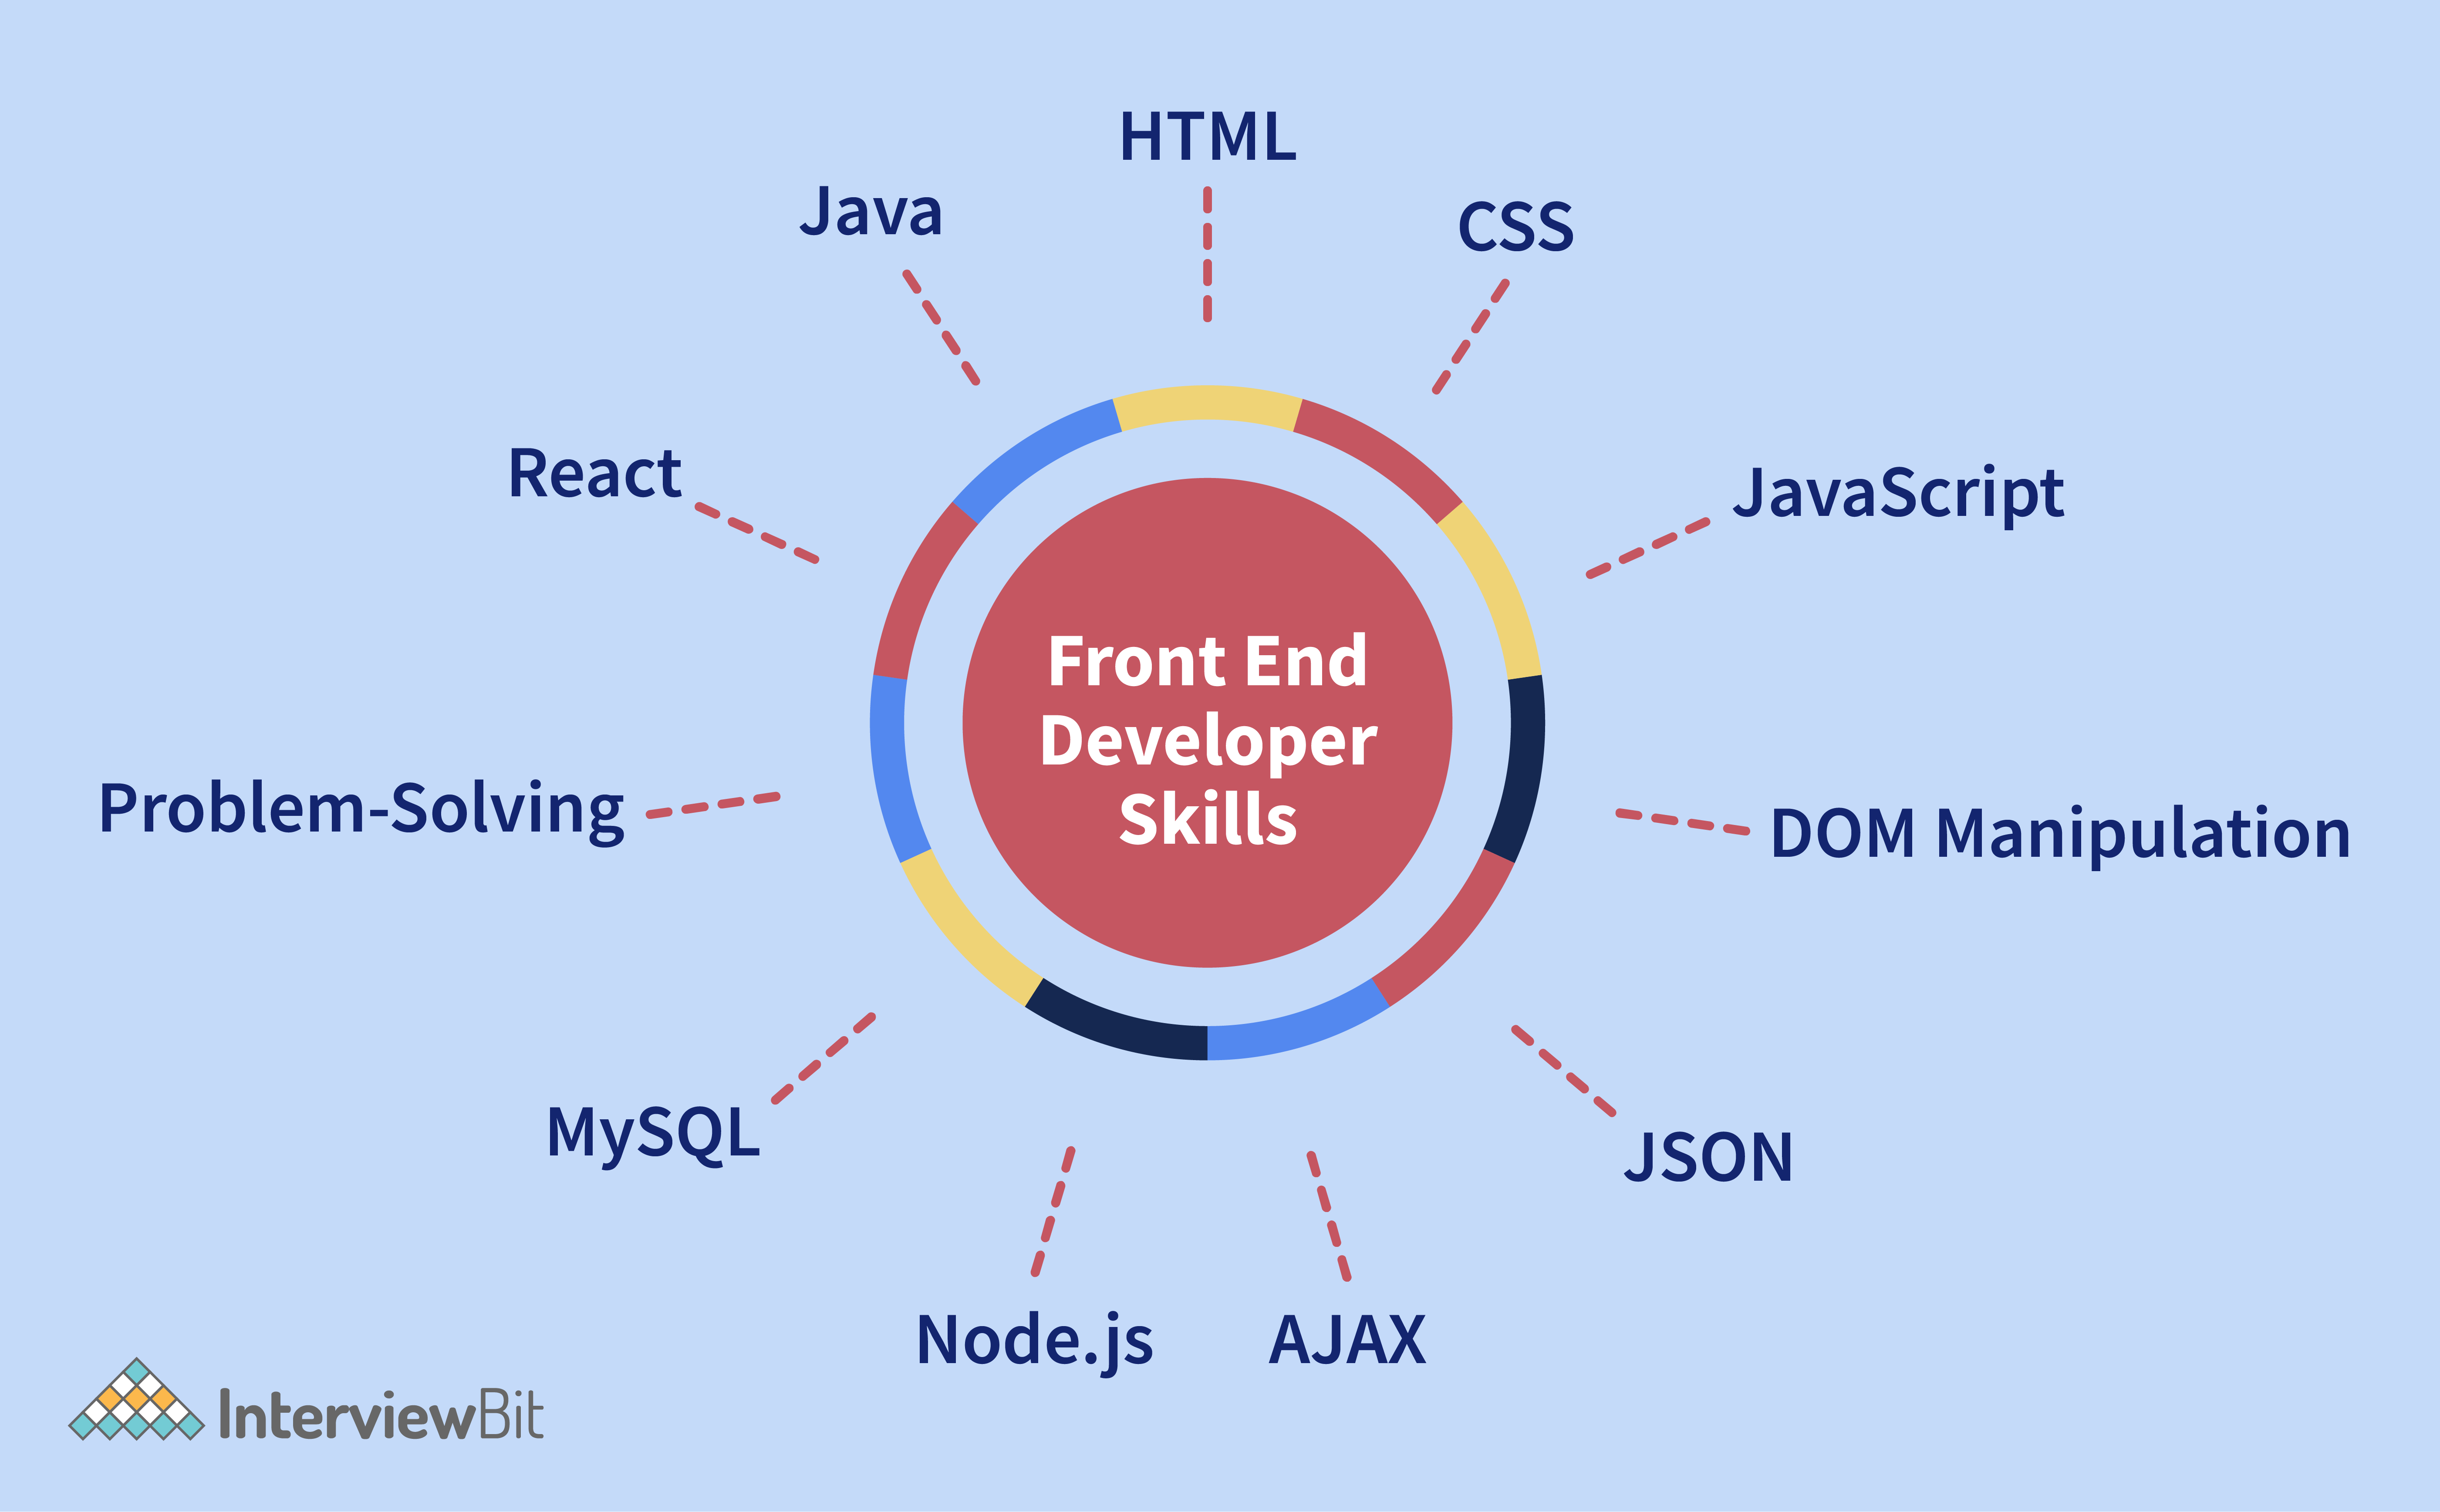 HTML
Java
CSS
React
JavaScript
Front End
Developer
Skills
Problem-Solving
DOM Manipulation
MySQL
JSON
Node.js
AJAX
InterviewBit